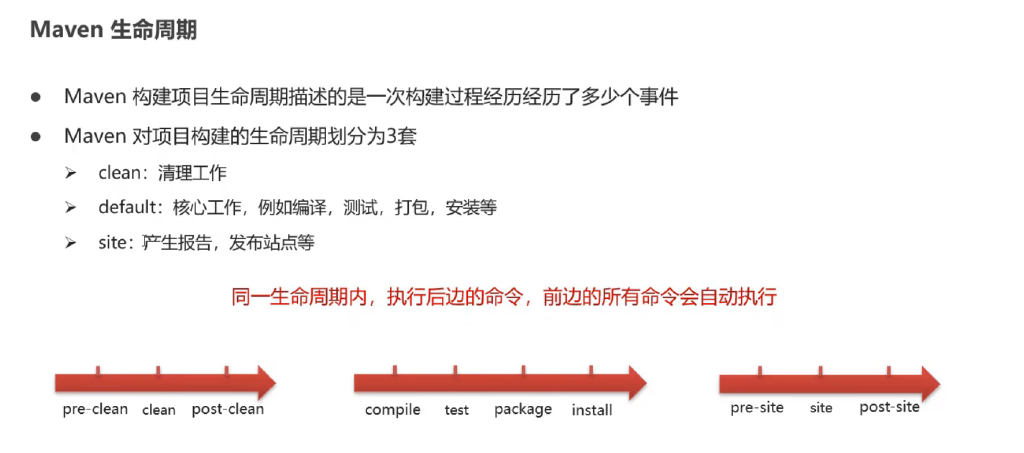 Maven 生命周期
Maven 构建项目生命周期描述的是一次构建过程经历经历了多少个事件
Maven 对项目构建的生命周期划分为3套
clean：清理工作
default：核心工作，例如编译，测试，打包，安装等
site：产生报告，发布站点等
同一生命周期内，执行后边的命令，前边的所有命令会自动执行
pre-clean clean post-clean compile test package install pre-site site post-site